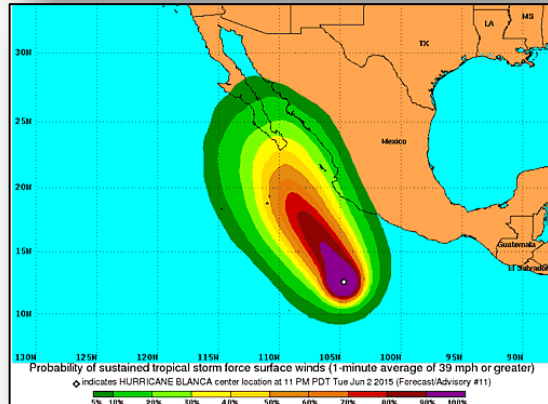 LA MS
TX
30N
25N
Mexico
20N
15N
Guatemala
El Salvador
10N
130W 125W 120W 115W 110W 105W 100W 95W 90W
Probability of sustained tropical storm force surface winds (1-minute average of 39 mph or greater)
indicates HURRICANE BLANCA center location at 11 PM PDT Tue Jun 2 2015 (Forecast/Advisory #11)
5% 10% 20% 30% 40% 50% 60% 70% 80% 90% 100%